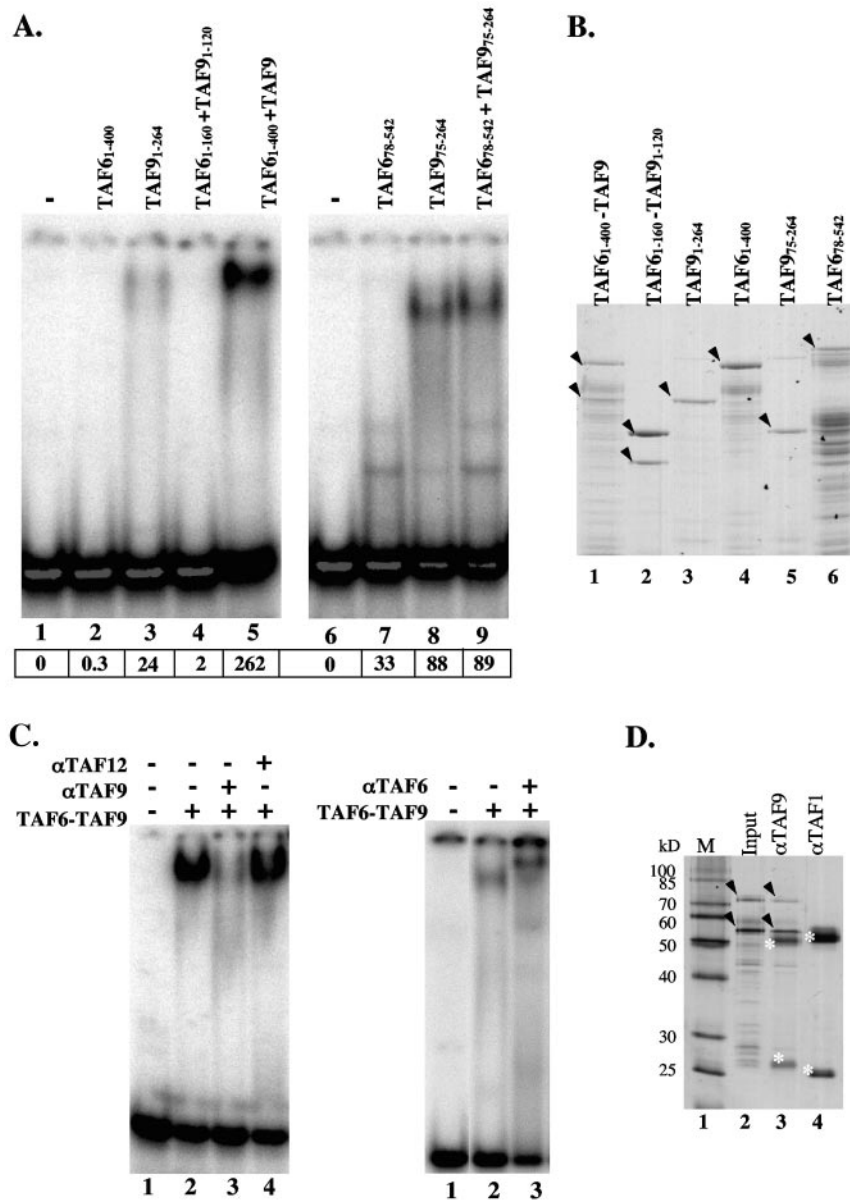 A.
-
TAF6₁₋₄₀₀
TAF9₁₋₂₆₄
TAF6₁₋₁₆₀+TAF9₁₋₁₂₀
TAF6₁₋₄₀₀+TAF9
-
TAF6₇₈₋₅₄₂
TAF9₇₅₋₂₆₄
TAF6₇₈₋₅₄₂ + TAF9₇₅₋₂₆₄
1 2 3 4 5 6 7 8 9
0 0.3 24 2 262 0 33 88 89
B.
TAF6₁₋₄₀₀-TAF9
TAF6₁₋₁₆₀-TAF9₁₋₁₂₀
TAF9₁₋₂₆₄
TAF6₁₋₄₀₀
TAF9₇₅₋₂₆₄
TAF6₇₈₋₅₄₂
1 2 3 4 5 6
C.
αTAF12 - - - +
αTAF9 - - + -
TAF6-TAF9 - + + +
1 2 3 4
αTAF6 - - +
TAF6-TAF9 - + +
1 2 3
D.
kD M Input αTAF9 αTAF1
100
85
70
60
50
40
30
25
* *
* *
1 2 3 4